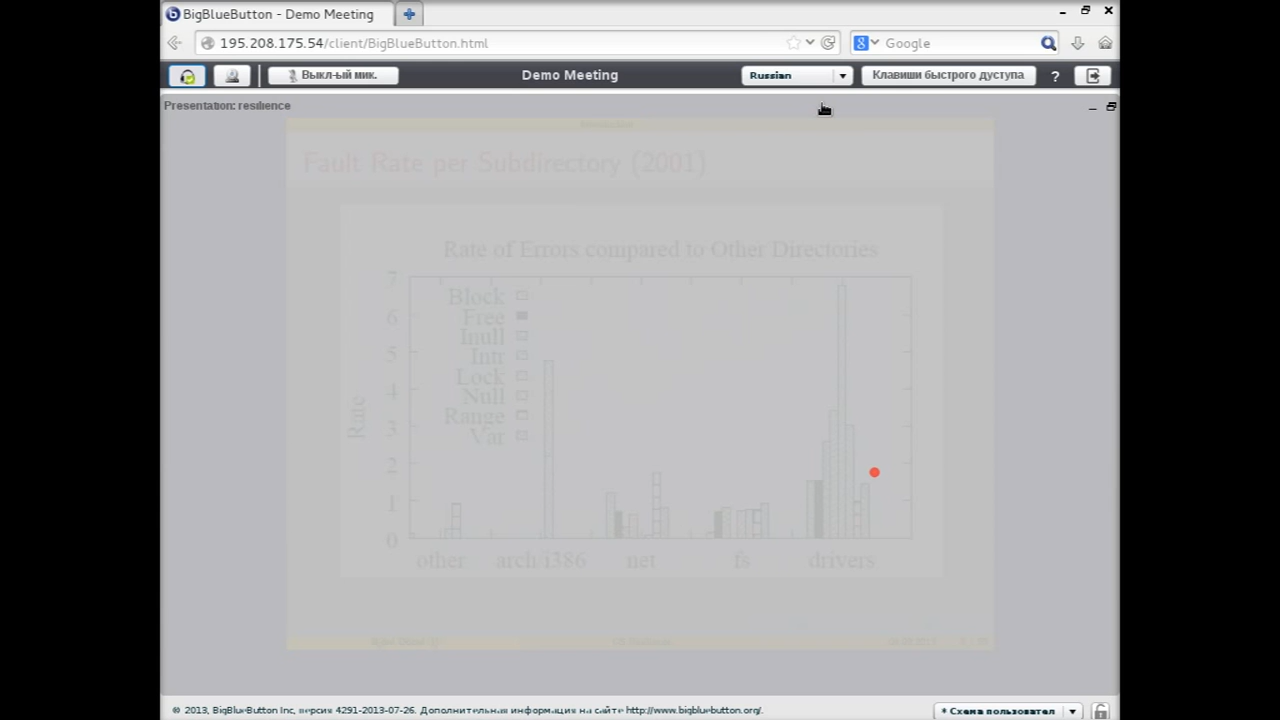 BigBlueButton - Demo Meeting
195.208.175.54/client/BigBlueButton.html
Google
Выкл-ый мик.
Demo Meeting
Russian
Клавиши быстрого доступа
?
Presentation: resilience
Fault Rate per Subdirectory (2001)
Rate of Errors compared to Other Directories
Rate
7
6
5
4
3
2
1
0
Block
Free
Inull
Intr
Lock
Null
Range
Var
other
arch/i386
net
fs
drivers
© 2013, BigBlueButton Inc, версия 4291-2013-07-26. Дополнительная информация на сайте http://www.bigbluebutton.org/.
* Схема пользовател